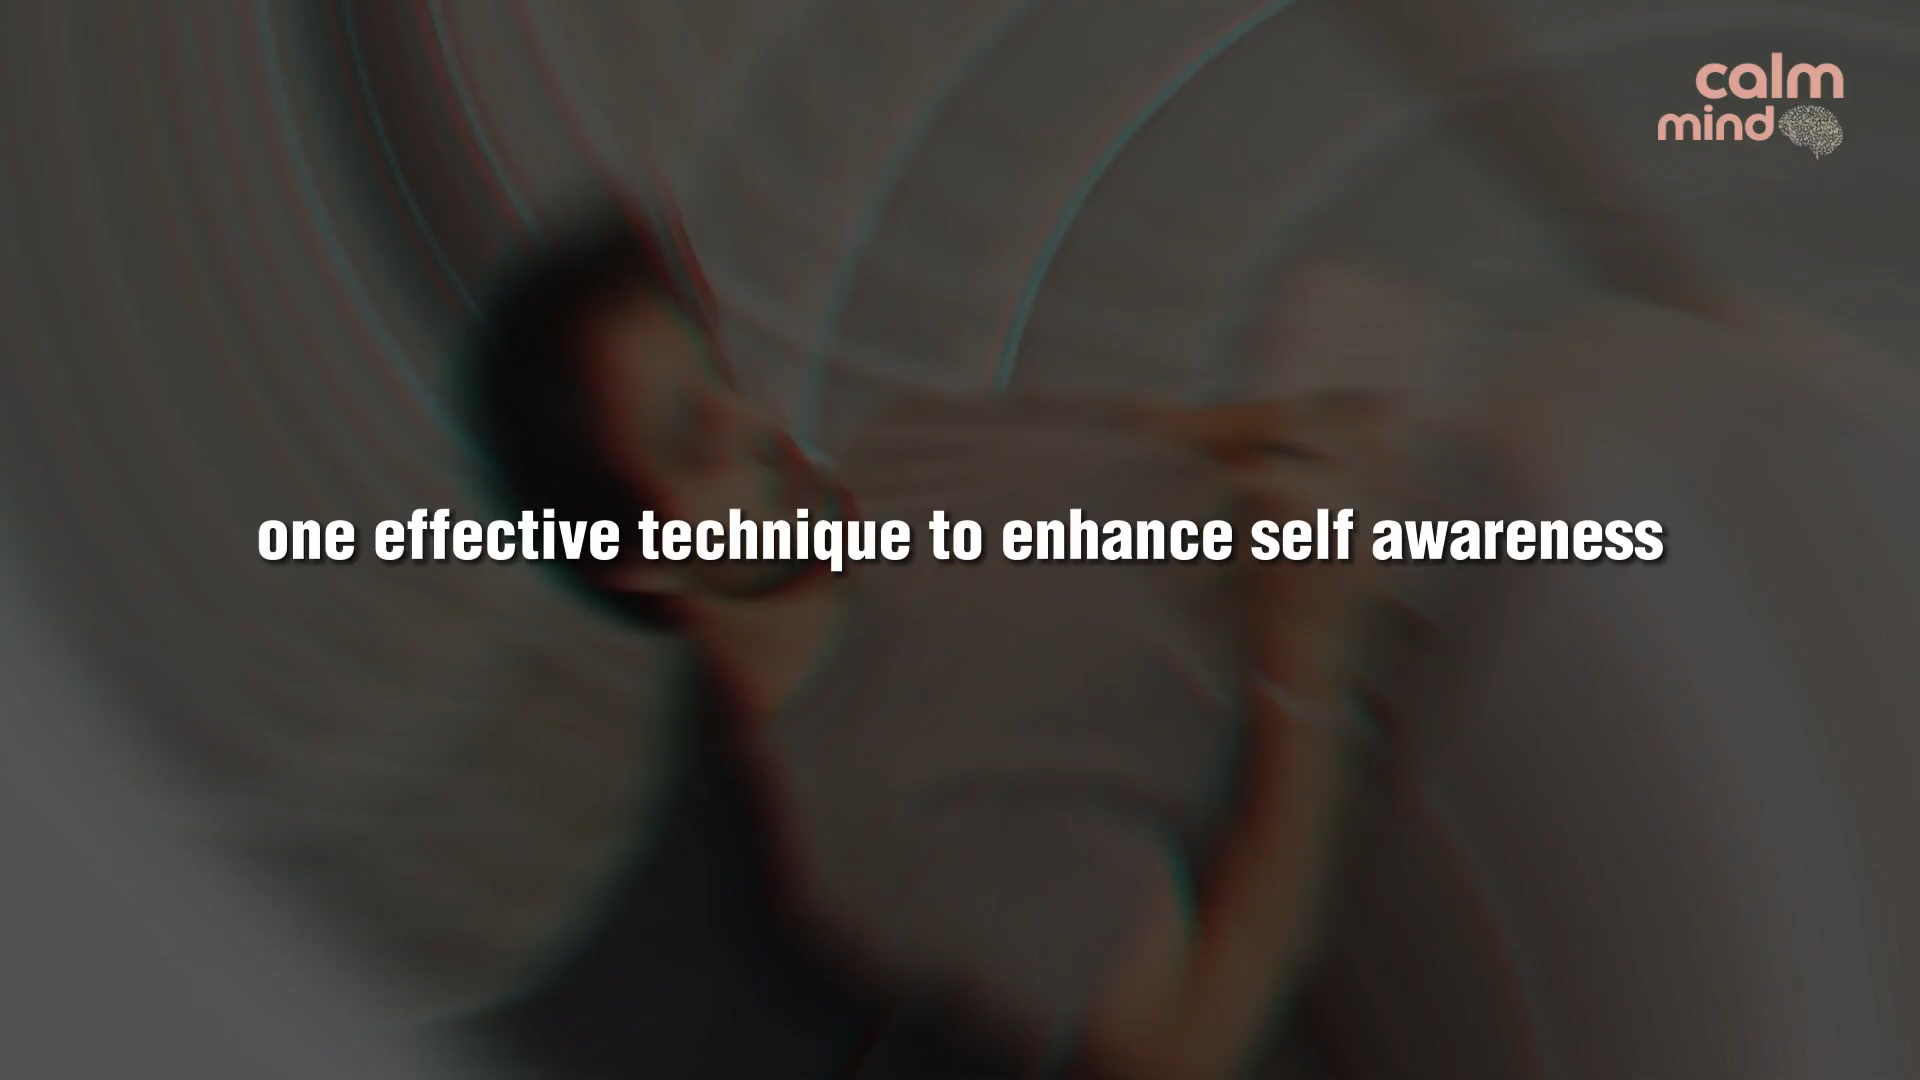 calm
mind
one effective technique to enhance self awareness